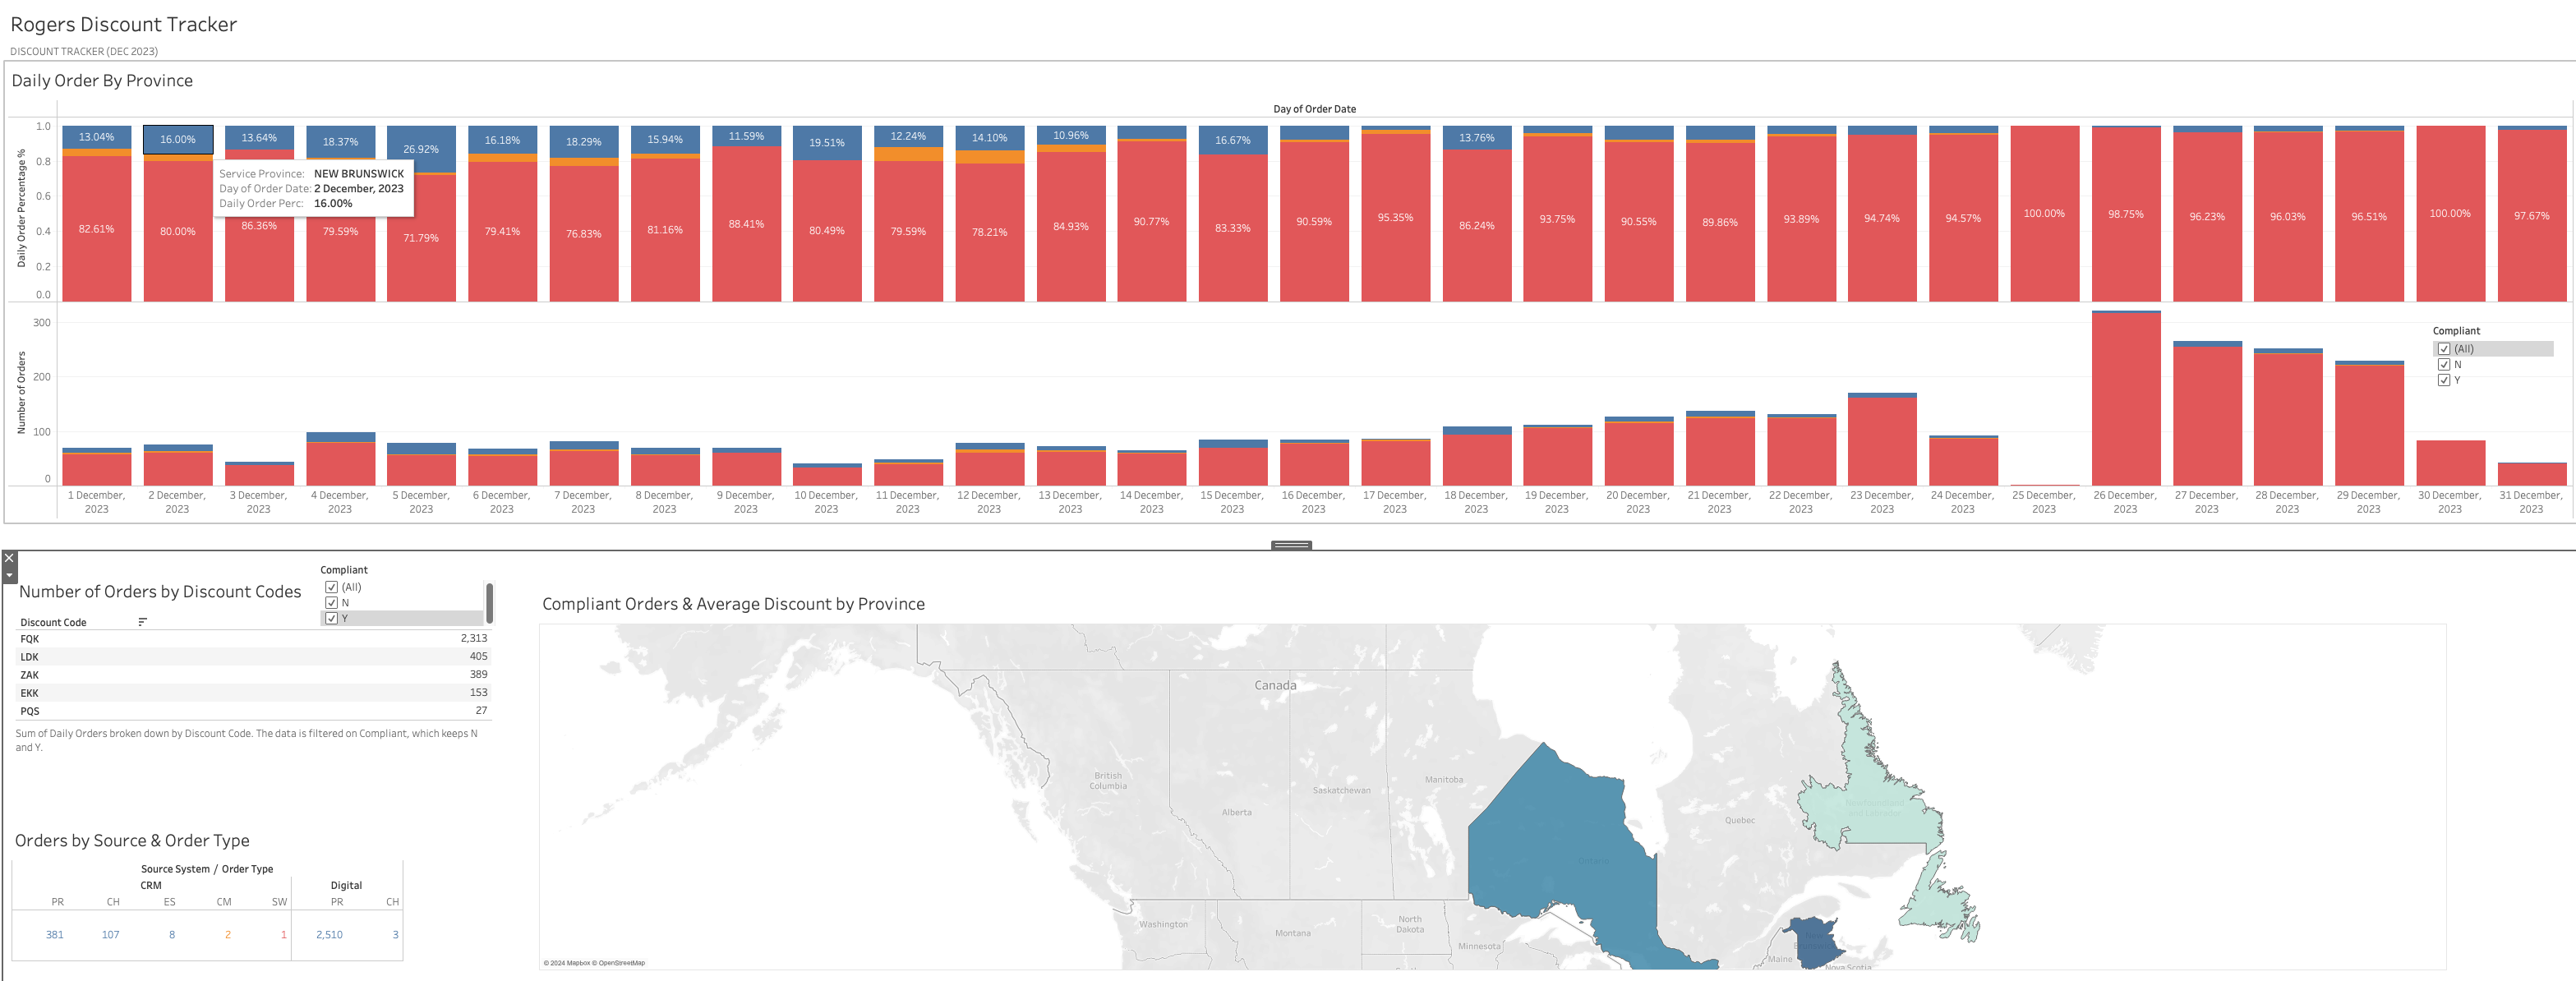 Rogers Discount Tracker
DISCOUNT TRACKER (DEC 2023)
Daily Order By Province
Day of Order Date
Daily Order Percentage %
1.0
0.8
0.6
0.4
0.2
0.0
13.04%
16.00%
13.64%
18.37%
26.92%
16.18%
18.29%
15.94%
11.59%
19.51%
12.24%
14.10%
10.96%
16.67%
13.76%
Service Province: NEW BRUNSWICK
Day of Order Date: 2 December, 2023
Daily Order Perc: 16.00%
82.61%
80.00%
86.36%
79.59%
71.79%
79.41%
76.83%
81.16%
88.41%
80.49%
79.59%
78.21%
84.93%
90.77%
83.33%
90.59%
95.35%
86.24%
93.75%
90.55%
89.86%
93.89%
94.74%
94.57%
100.00%
98.75%
96.23%
96.03%
96.51%
100.00%
97.67%
Number of Orders
300
200
100
0
Compliant
(All)
N
Y
1 December, 2023
2 December, 2023
3 December, 2023
4 December, 2023
5 December, 2023
6 December, 2023
7 December, 2023
8 December, 2023
9 December, 2023
10 December, 2023
11 December, 2023
12 December, 2023
13 December, 2023
14 December, 2023
15 December, 2023
16 December, 2023
17 December, 2023
18 December, 2023
19 December, 2023
20 December, 2023
21 December, 2023
22 December, 2023
23 December, 2023
24 December, 2023
25 December, 2023
26 December, 2023
27 December, 2023
28 December, 2023
29 December, 2023
30 December, 2023
31 December, 2023
Number of Orders by Discount Codes
Compliant
(All)
N
Y
Discount Code
FQK 2,313
LDK 405
ZAK 389
EKK 153
PQS 27
Sum of Daily Orders broken down by Discount Code. The data is filtered on Compliant, which keeps N
and Y.
Orders by Source & Order Type
Source System / Order Type
CRM Digital
PR CH ES CM SW PR CH
381 107 8 2 1 2,510 3
Compliant Orders & Average Discount by Province
Canada
British
Columbia
Alberta
Saskatchewan
Manitoba
Ontario
Quebec
Newfoundland
and Labrador
Washington
Montana
North
Dakota
Minnesota
Maine
New
Brunswick
Nova Scotia
© 2024 Mapbox © OpenStreetMap